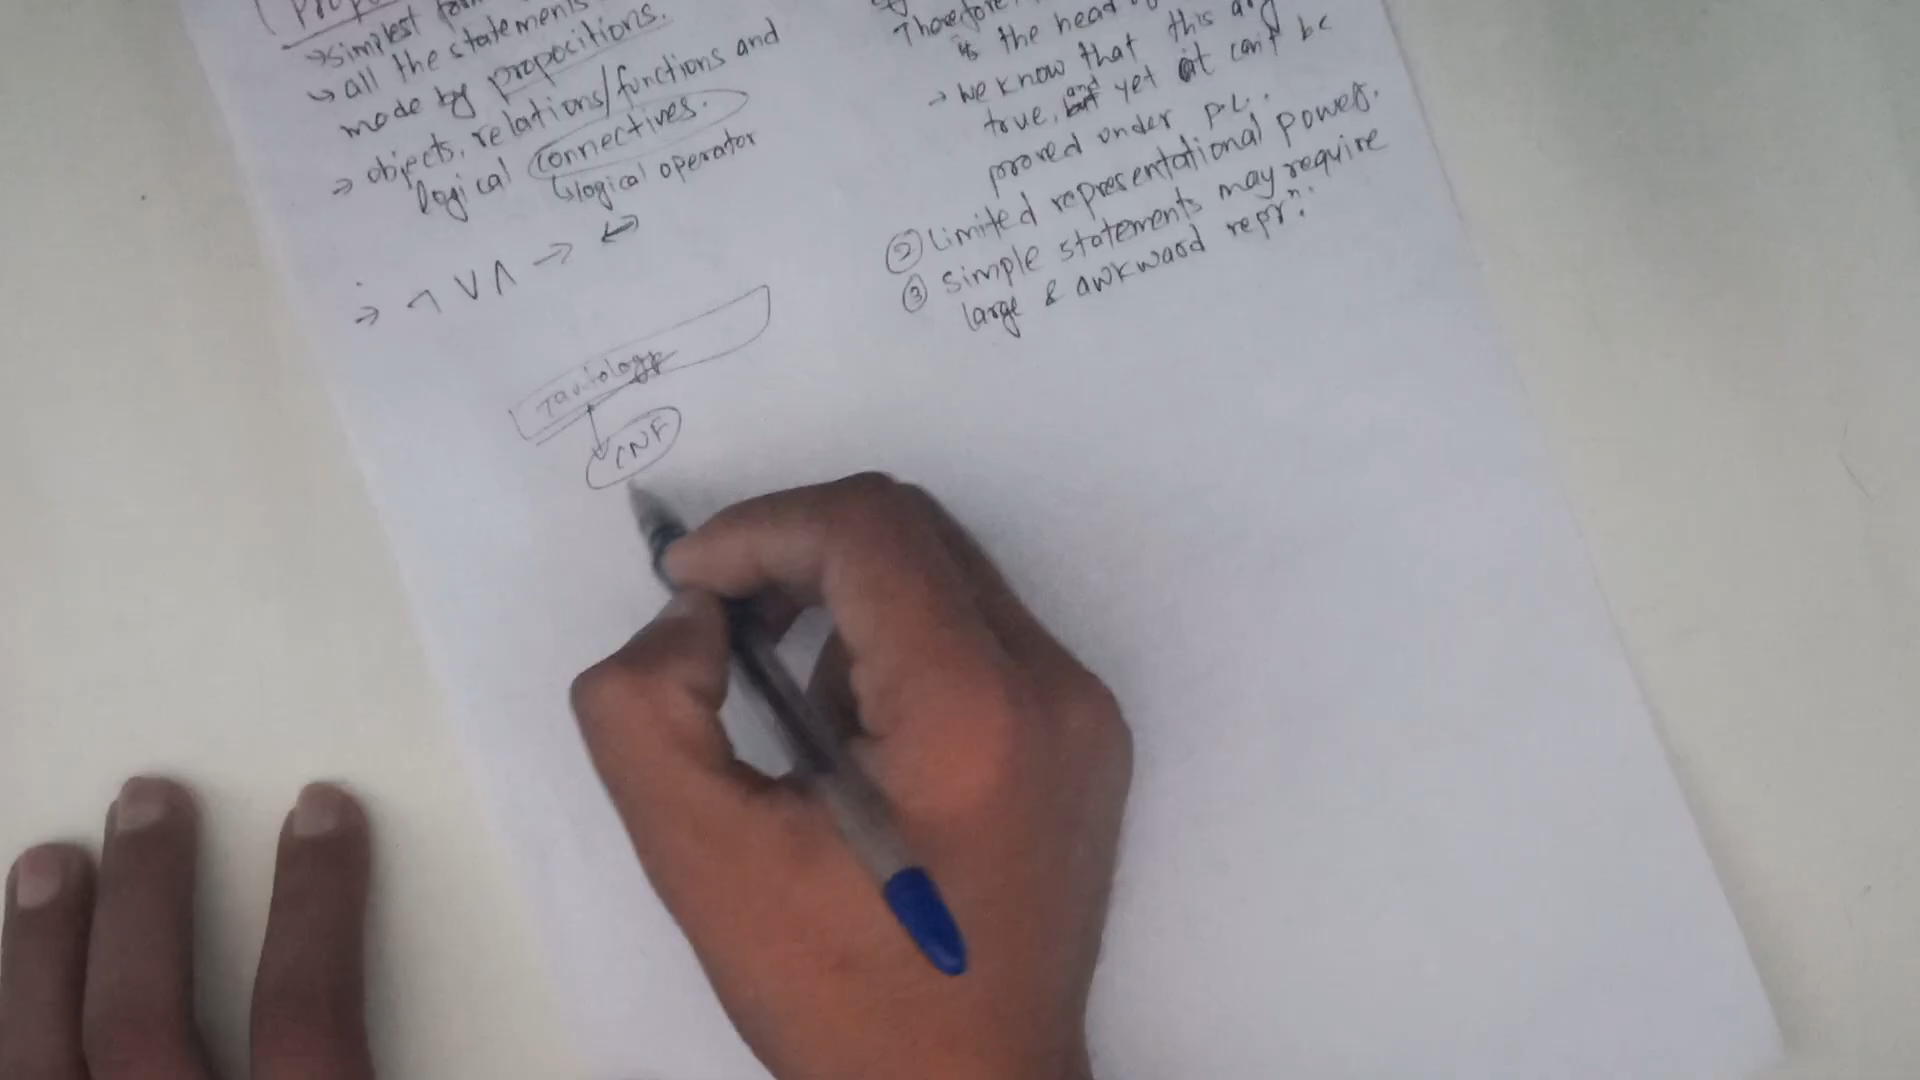 → simplest
↳ all the statements
made by propositions.
→ objects, relations/functions and
logical connectives.
↳ logical operator
→ ¬ ∨ ∧ → ↔
Tautology
CNF
Therefore,
is the head
→ we know that this
true, and yet it can't be
proved under P.L.
② Limited representational power.
③ Simple statements may require
large & awkward reprⁿ.